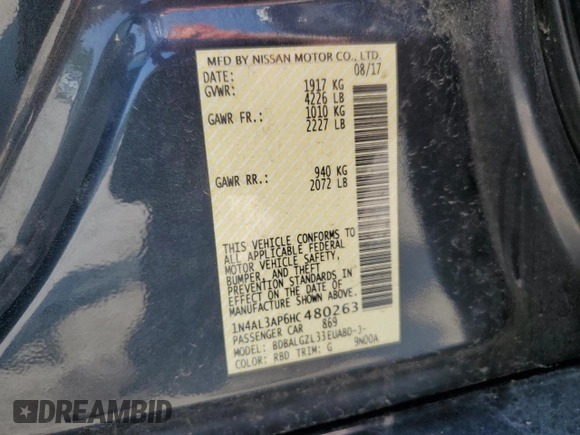 MFD BY NISSAN MOTOR CO., LTD.
DATE: 08/17
GVWR: 1917 KG
4226 LB
GAWR FR.: 1010 KG
2227 LB
GAWR RR.: 940 KG
2072 LB
THIS VEHICLE CONFORMS TO
ALL APPLICABLE FEDERAL
MOTOR VEHICLE SAFETY,
BUMPER, AND THEFT
PREVENTION STANDARDS IN
EFFECT ON THE DATE OF
MANUFACTURE SHOWN ABOVE.
1N4AL3AP6HC480263
PASSENGER CAR 869
MODEL: BDBALGZL33EUABD-J-
COLOR: RBD TRIM: G 9N00A
DREAMBID